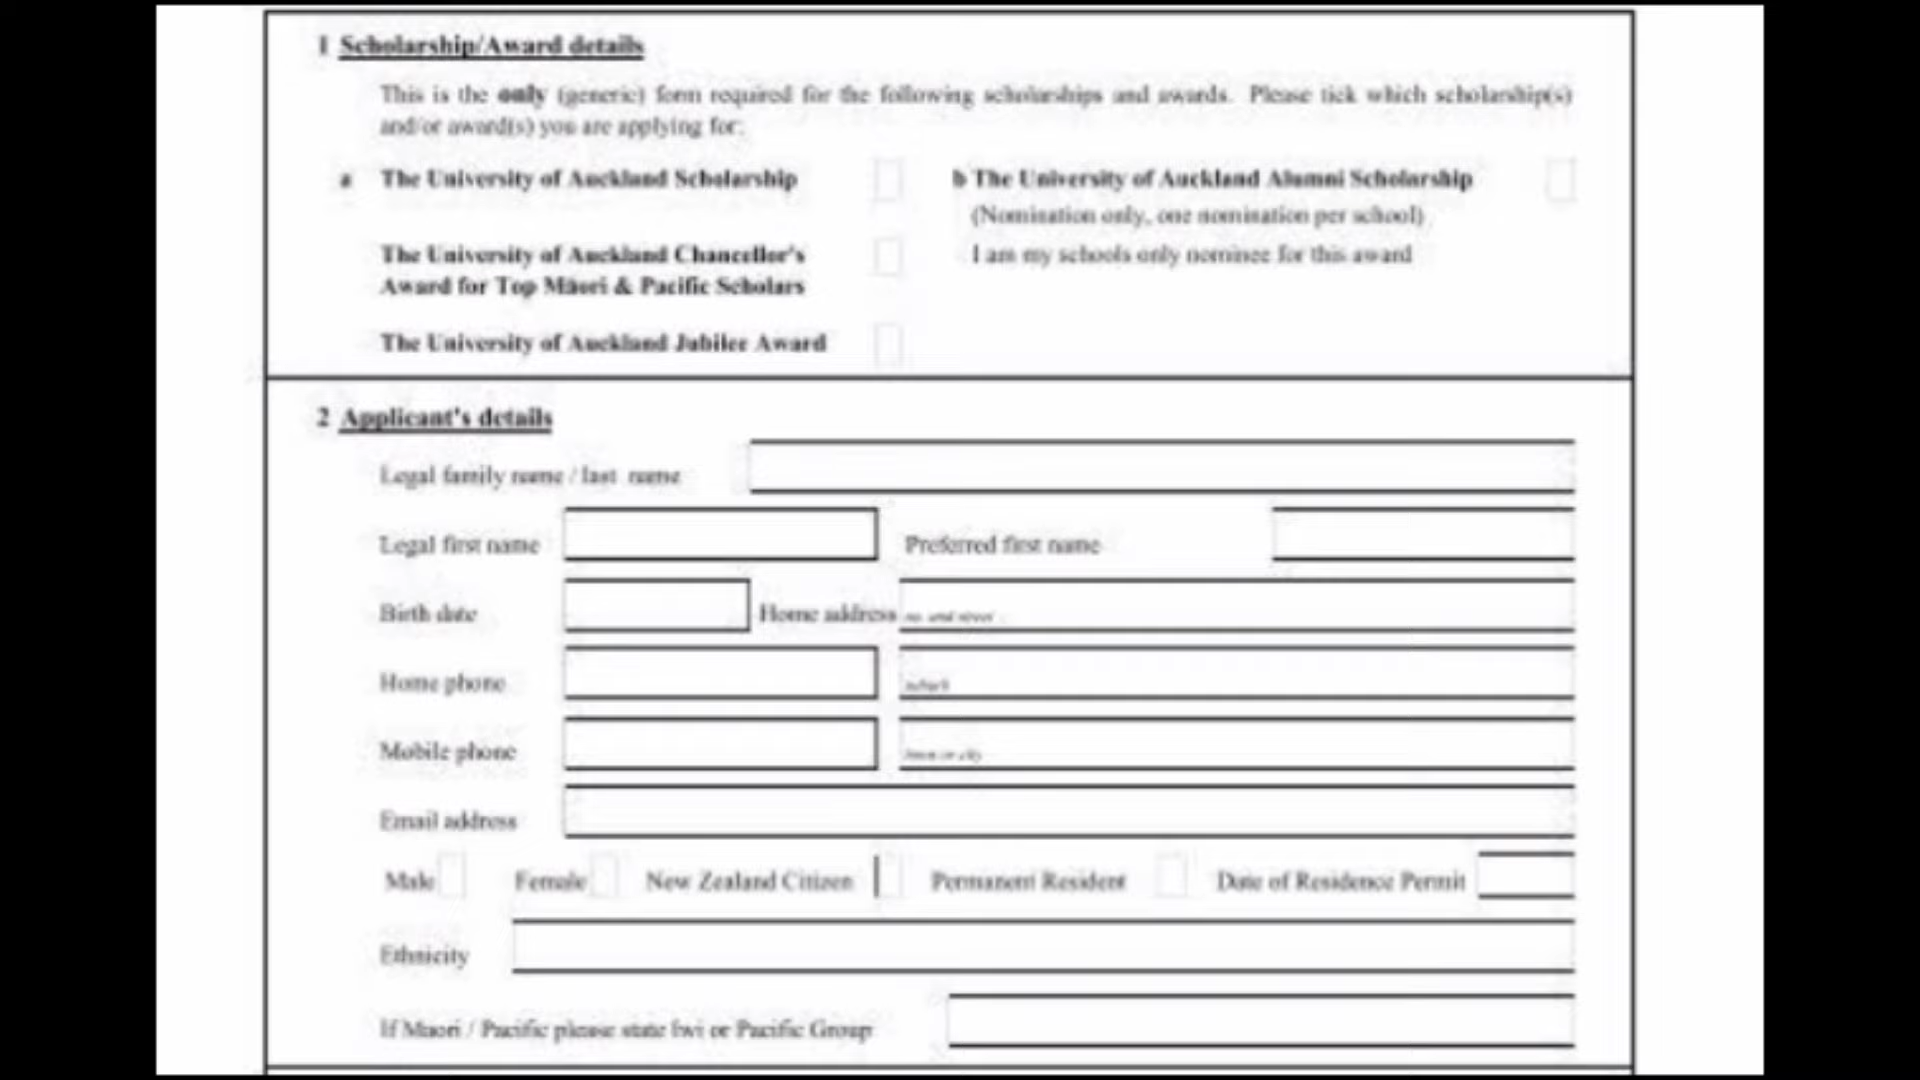 1 Scholarship/Award details
This is the only (generic) form required for the following scholarships and awards. Please tick which scholarship(s)
and/or award(s) you are applying for:
a The University of Auckland Scholarship
b The University of Auckland Alumni Scholarship
(Nomination only, one nomination per school)
The University of Auckland Chancellor's
Award for Top Māori & Pacific Scholars
I am my schools only nominee for this award
The University of Auckland Jubilee Award
2 Applicant's details
Legal family name / last name
Legal first name
Preferred first name
Birth date
Home address no. and street
Home phone
suburb
Mobile phone
town or city
Email address
Male Female New Zealand Citizen Permanent Resident Date of Residence Permit
Ethnicity
If Maori / Pacific please state Iwi or Pacific Group